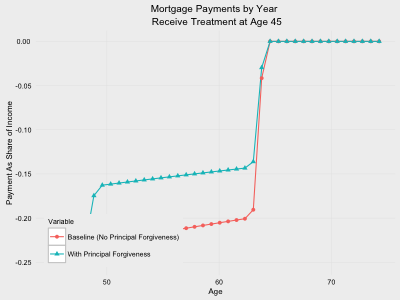 Mortgage Payments by Year
Receive Treatment at Age 45
Payment As Share of Income
0.00
-0.05
-0.10
-0.15
-0.20
-0.25
Variable
Baseline (No Principal Forgiveness)
With Principal Forgiveness
50
60
70
Age